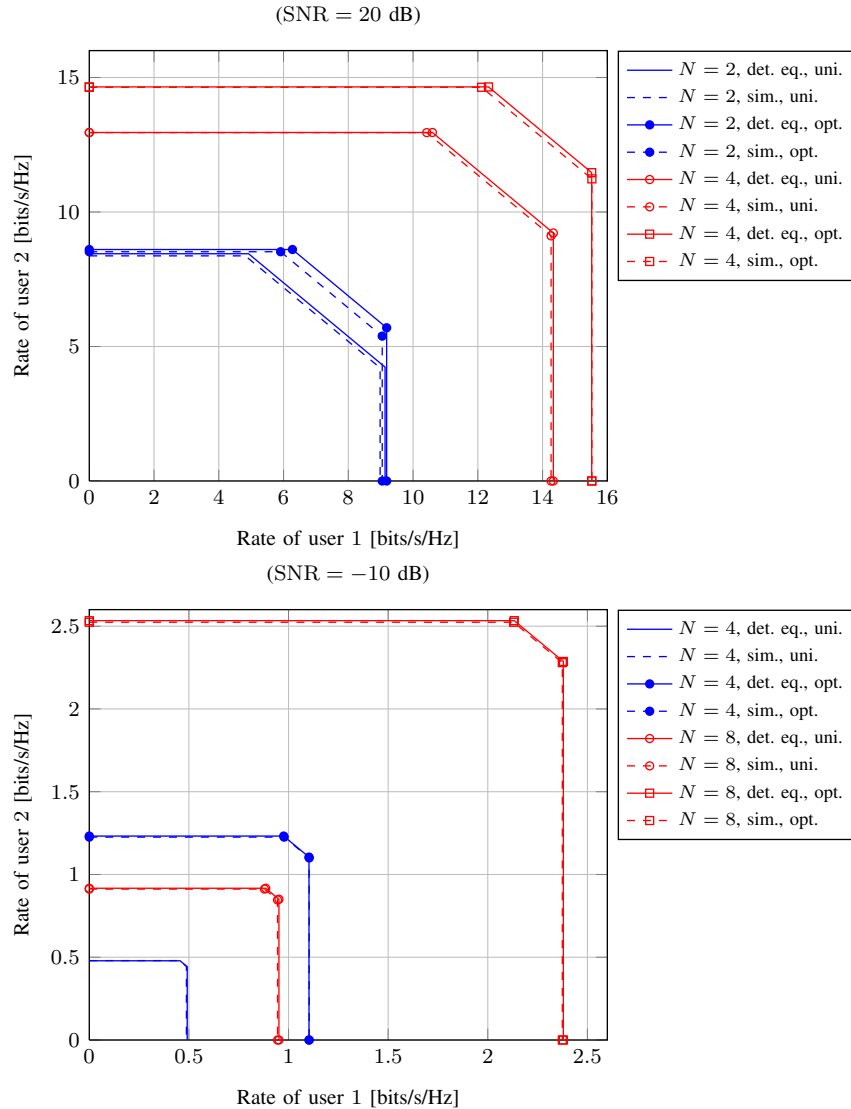 (SNR = 20 dB)
15
10
5
0
0 2 4 6 8 10 12 14 16
Rate of user 2 [bits/s/Hz]
Rate of user 1 [bits/s/Hz]
N = 2, det. eq., uni.
N = 2, sim., uni.
N = 2, det. eq., opt.
N = 2, sim., opt.
N = 4, det. eq., uni.
N = 4, sim., uni.
N = 4, det. eq., opt.
N = 4, sim., opt.
(SNR = −10 dB)
2.5
2
1.5
1
0.5
0
0 0.5 1 2 2.5
Rate of user 2 [bits/s/Hz]
Rate of user 1 [bits/s/Hz]
N = 4, det. eq., uni.
N = 4, sim., uni.
N = 4, det. eq., opt.
N = 4, sim., opt.
N = 8, det. eq., uni.
N = 8, sim., uni.
N = 8, det. eq., opt.
N = 8, sim., opt.